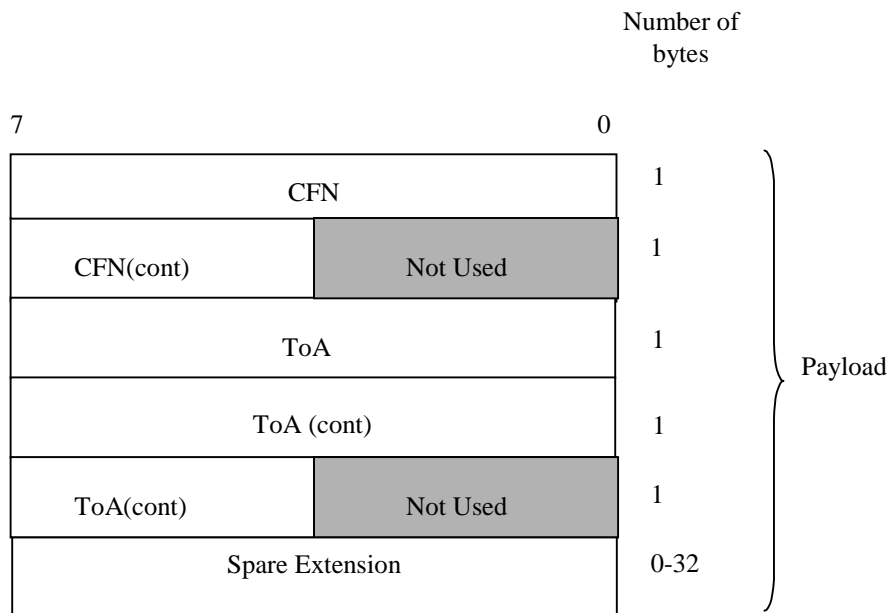 Number of
bytes
7 0
CFN 1
CFN(cont) Not Used 1
ToA 1
ToA (cont) 1
Payload
ToA(cont) Not Used 1
Spare Extension 0-32